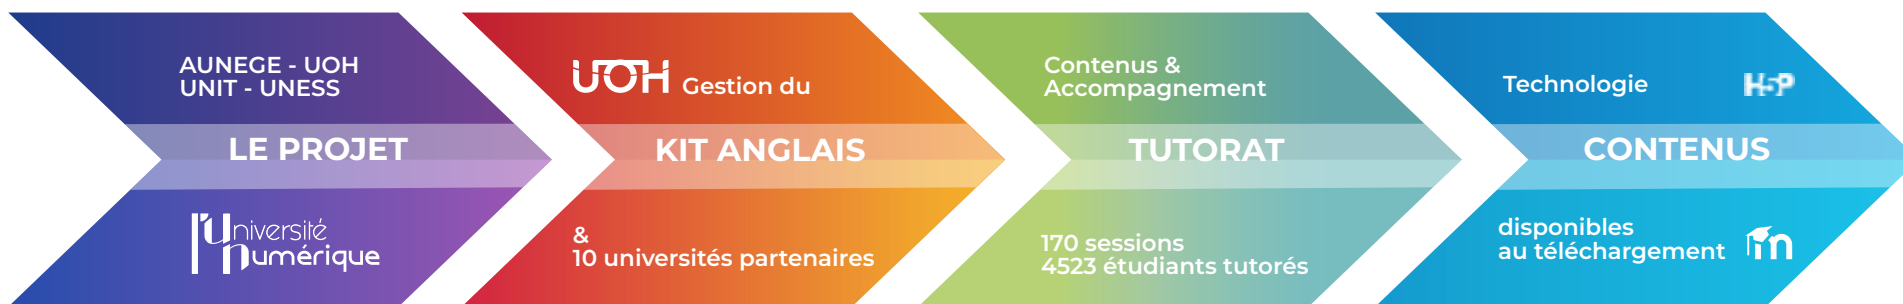 AUNEGE - UOH
UNIT - UNESS
LE PROJET
l'Université
numérique
UOH Gestion du
KIT ANGLAIS
&
10 universités partenaires
Contenus &
Accompagnement
TUTORAT
170 sessions
4523 étudiants tutorés
Technologie H5P
CONTENUS
disponibles
au téléchargement m